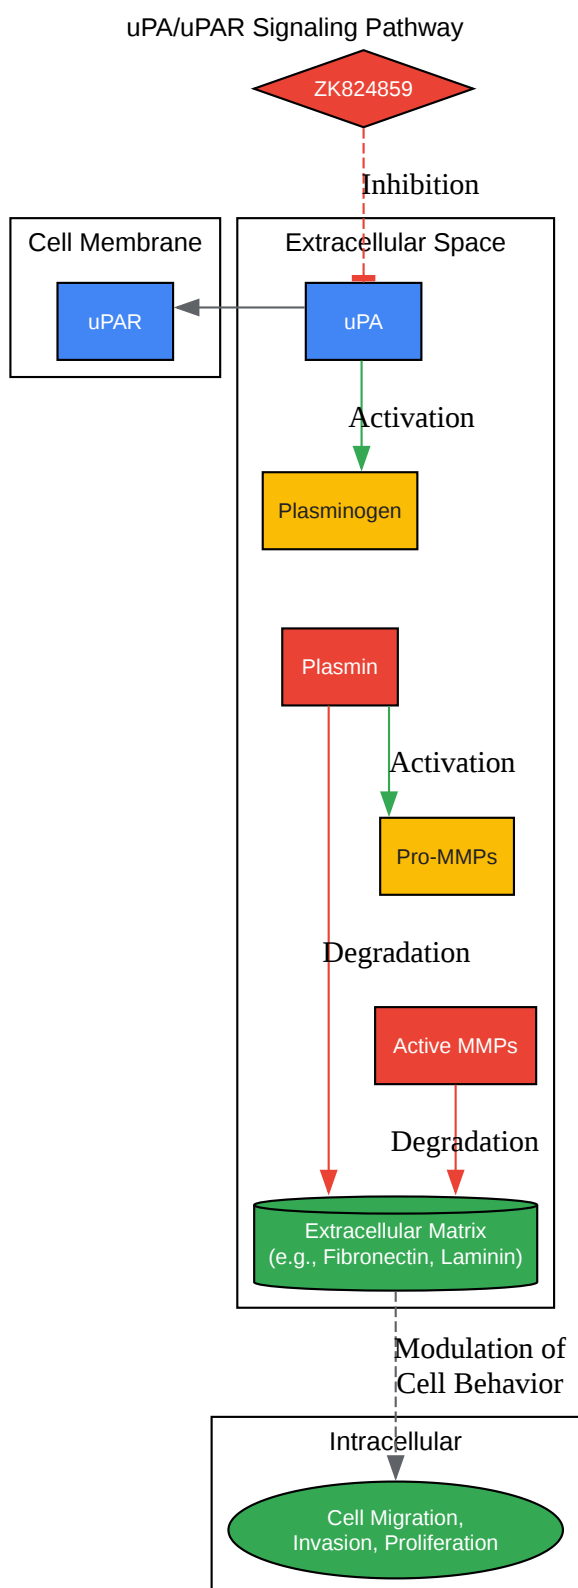 uPA/uPAR Signaling Pathway
ZK824859
Inhibition
Cell Membrane
Extracellular Space
uPAR
uPA
Activation
Plasminogen
Plasmin
Activation
Pro-MMPs
Degradation
Active MMPs
Degradation
Extracellular Matrix
(e.g., Fibronectin, Laminin)
Modulation of
Cell Behavior
Intracellular
Cell Migration,
Invasion, Proliferation